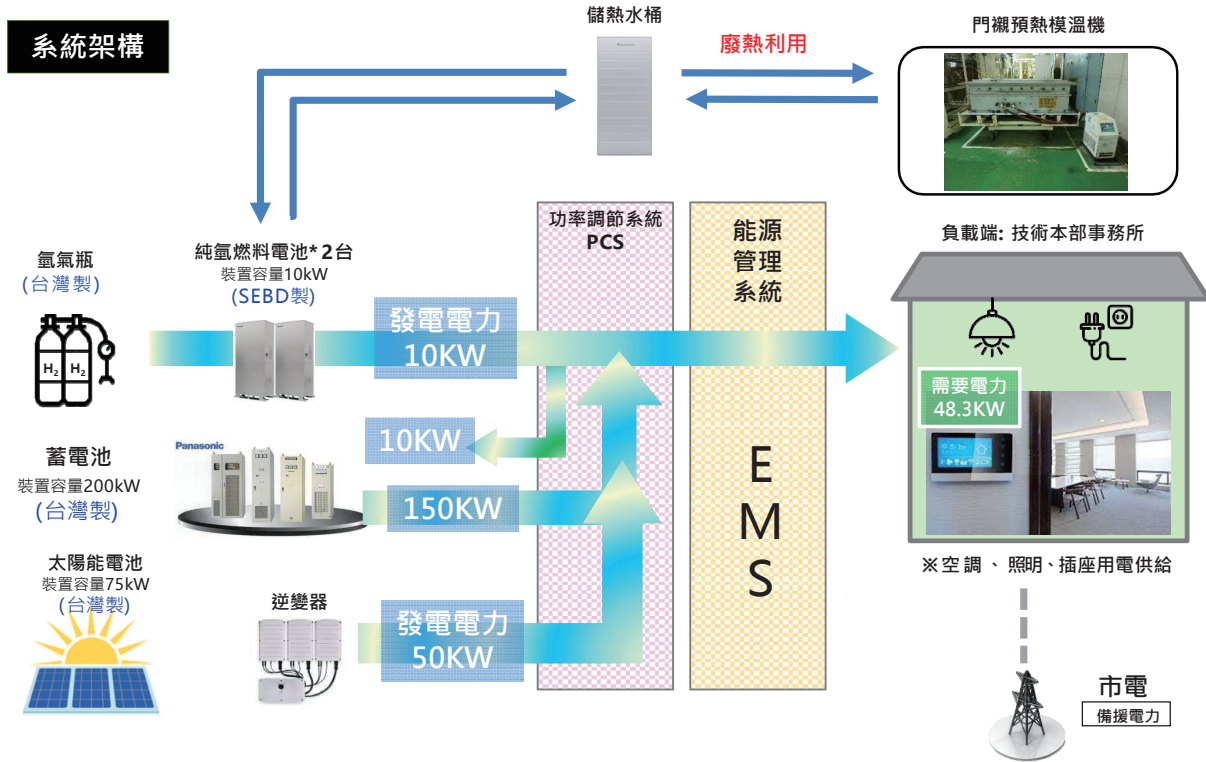 系統架構
儲熱水桶
Panasonic
廢熱利用
門襯預熱模溫機
氫氣瓶
(台灣製)
H₂ H₂
純氫燃料電池*2台
裝置容量10kW
(SEBD製)
發電電力
10KW
功率調節系統
PCS
能源
管理
系統
E
M
S
負載端: 技術本部事務所
需要電力
48.3KW
10KW
蓄電池
裝置容量200kW
(台灣製)
Panasonic
150KW
太陽能電池
裝置容量75kW
(台灣製)
逆變器
發電電力
50KW
※空調、照明、插座用電供給
市電
備援電力